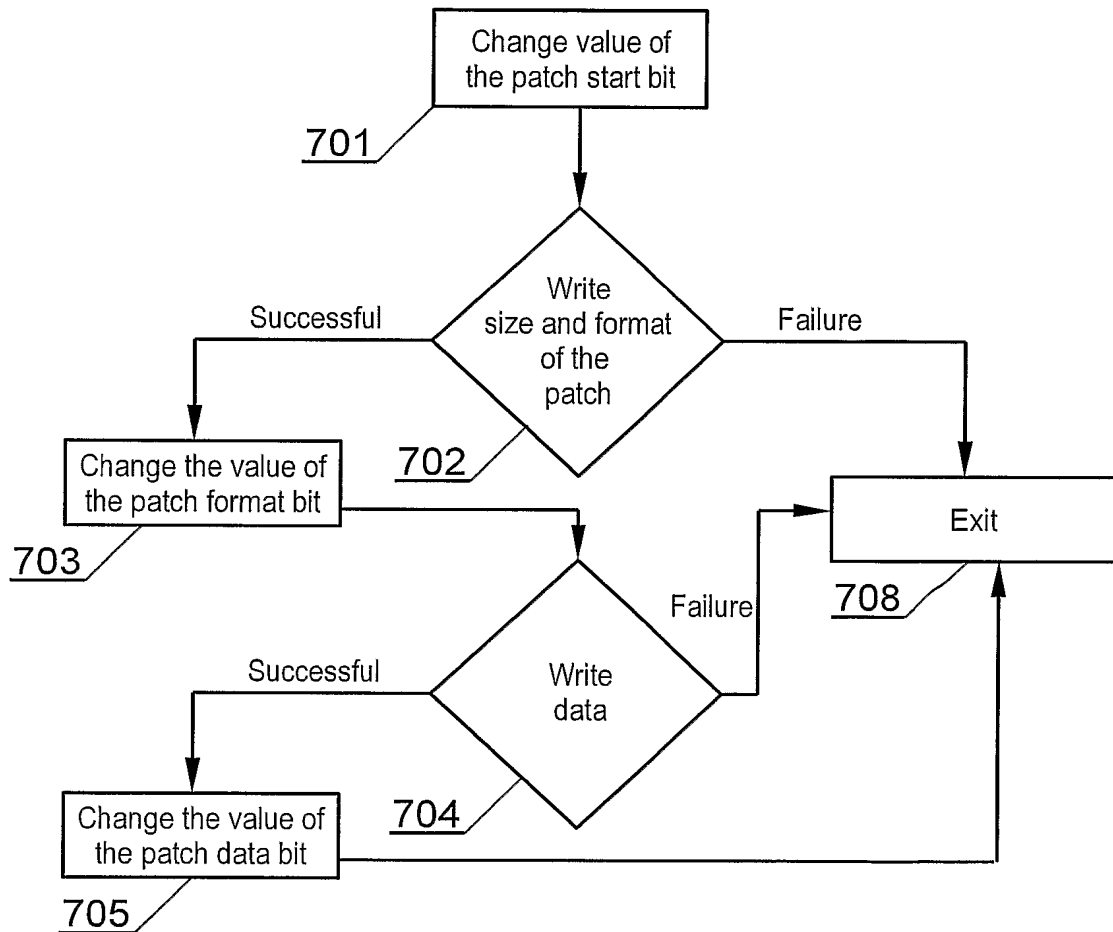 Change value of
the patch start bit
701
Write
size and format
of the
patch
Successful
Failure
702
Change the value of
the patch format bit
703
Exit
708
Failure
Write
data
Successful
704
Change the value of
the patch data bit
705